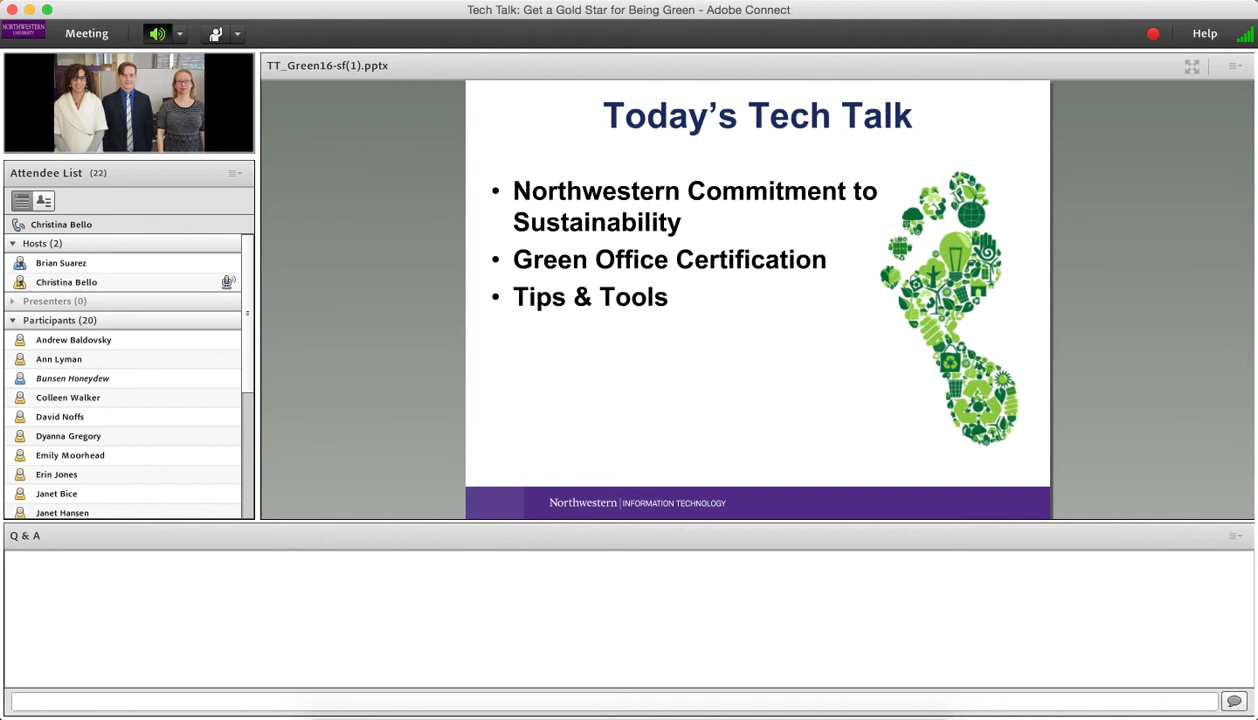 Tech Talk: Get a Gold Star for Being Green - Adobe Connect
NORTHWESTERN
UNIVERSITY
Meeting
Help
TT_Green16-sf(1).pptx
Attendee List (22)
Christina Bello
Hosts (2)
Brian Suarez
Christina Bello
Presenters (0)
Participants (20)
Andrew Baldovsky
Ann Lyman
Bunsen Honeydew
Colleen Walker
David Noffs
Dyanna Gregory
Emily Moorhead
Erin Jones
Janet Bice
Janet Hansen
Today's Tech Talk
• Northwestern Commitment to
Sustainability
• Green Office Certification
• Tips & Tools
Northwestern | INFORMATION TECHNOLOGY
Q & A